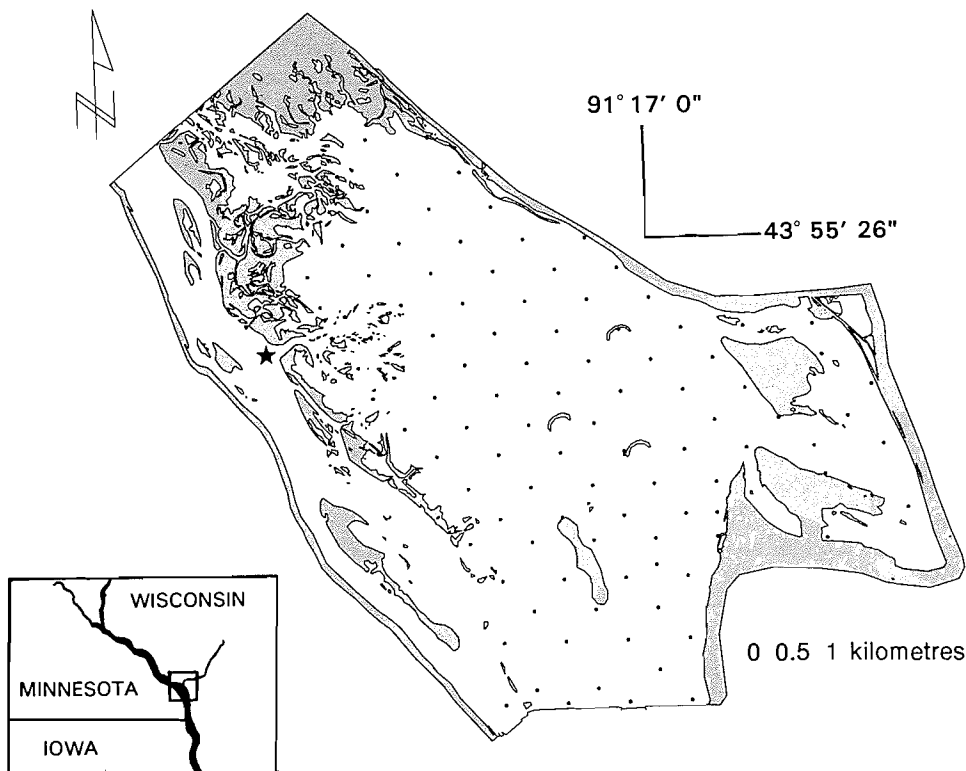 N
91° 17' 0"
43° 55' 26"
WISCONSIN
MINNESOTA
IOWA
0 0.5 1 kilometres